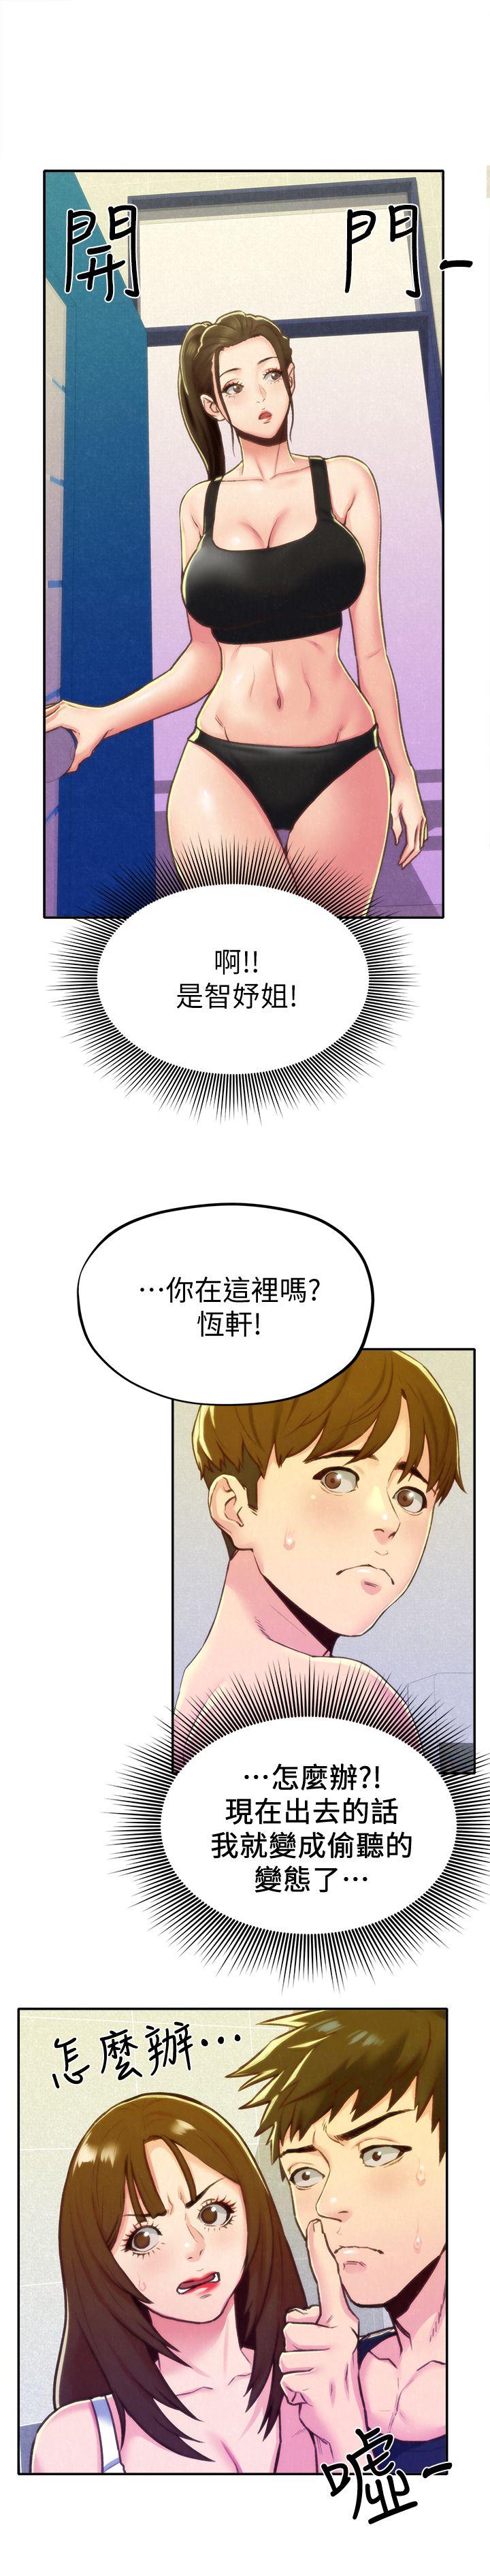 開 門-
啊!!
是智妤姐!
⋯你在這裡嗎?
恆軒!
⋯怎麼辦?!
現在出去的話
我就變成偷聽的
變態了⋯
怎麼辦⋯
噓-